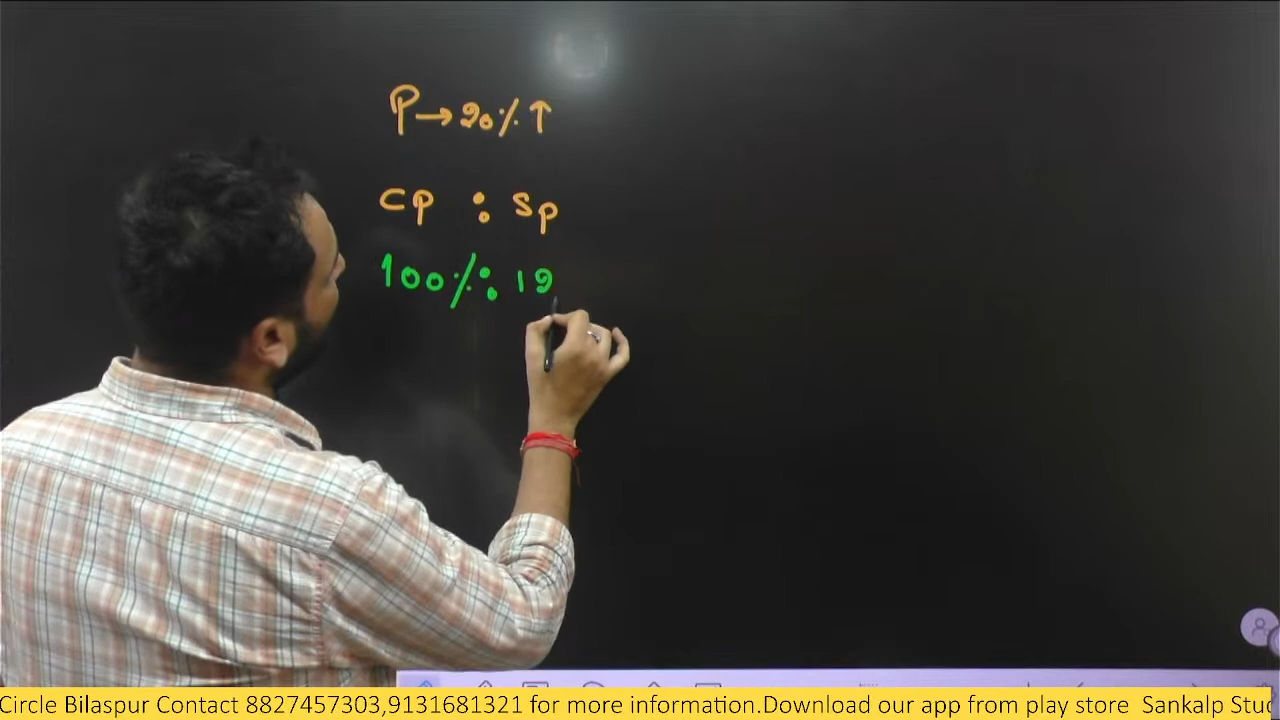 P → 20% ↑
CP : SP
100% : 12
Circle Bilaspur Contact 8827457303,9131681321 for more information.Download our app from play store Sankalp Stud